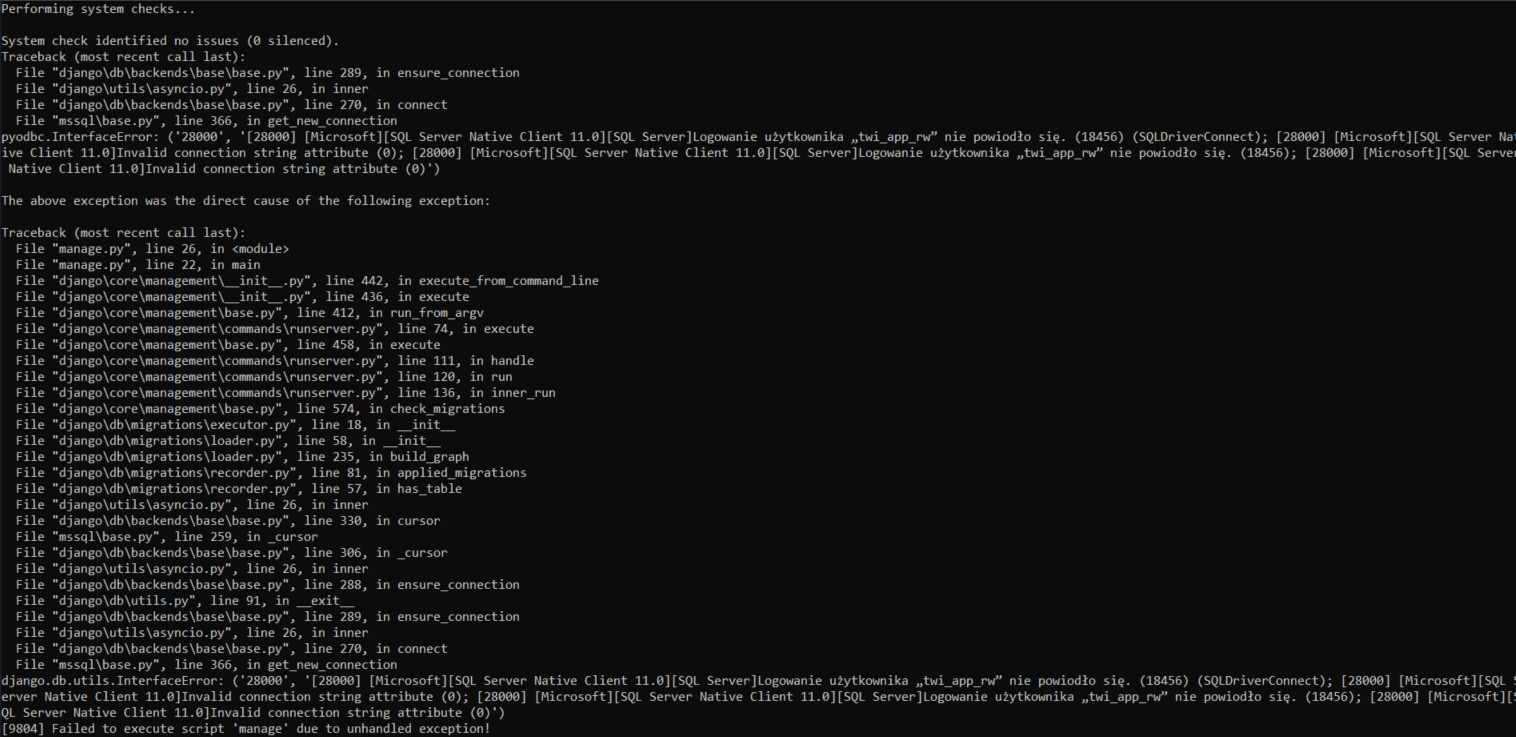 Performing system checks...
System check identified no issues (0 silenced).
Traceback (most recent call last):
  File "django\db\backends\base\base.py", line 289, in ensure_connection
  File "django\utils\asyncio.py", line 26, in inner
  File "django\db\backends\base\base.py", line 270, in connect
  File "mssql\base.py", line 366, in get_new_connection
pyodbc.InterfaceError: ('28000', '[28000] [Microsoft][SQL Server Native Client 11.0][SQL Server]Logowanie użytkownika „twi_app_rw” nie powiodło się. (18456) (SQLDriverConnect); [28000] [Microsoft][SQL Server Nat
ive Client 11.0]Invalid connection string attribute (0); [28000] [Microsoft][SQL Server Native Client 11.0][SQL Server]Logowanie użytkownika „twi_app_rw” nie powiodło się. (18456); [28000] [Microsoft][SQL Server
 Native Client 11.0]Invalid connection string attribute (0)')
The above exception was the direct cause of the following exception:
Traceback (most recent call last):
  File "manage.py", line 26, in <module>
  File "manage.py", line 22, in main
  File "django\core\management\__init__.py", line 442, in execute_from_command_line
  File "django\core\management\__init__.py", line 436, in execute
  File "django\core\management\base.py", line 412, in run_from_argv
  File "django\core\management\commands\runserver.py", line 74, in execute
  File "django\core\management\base.py", line 458, in execute
  File "django\core\management\commands\runserver.py", line 111, in handle
  File "django\core\management\commands\runserver.py", line 120, in run
  File "django\core\management\commands\runserver.py", line 136, in inner_run
  File "django\core\management\base.py", line 574, in check_migrations
  File "django\db\migrations\executor.py", line 18, in __init__
  File "django\db\migrations\loader.py", line 58, in __init__
  File "django\db\migrations\loader.py", line 235, in build_graph
  File "django\db\migrations\recorder.py", line 81, in applied_migrations
  File "django\db\migrations\recorder.py", line 57, in has_table
  File "django\utils\asyncio.py", line 26, in inner
  File "django\db\backends\base\base.py", line 330, in cursor
  File "mssql\base.py", line 259, in _cursor
  File "django\db\backends\base\base.py", line 306, in _cursor
  File "django\utils\asyncio.py", line 26, in inner
  File "django\db\backends\base\base.py", line 288, in ensure_connection
  File "django\db\utils.py", line 91, in __exit__
  File "django\db\backends\base\base.py", line 289, in ensure_connection
  File "django\utils\asyncio.py", line 26, in inner
  File "django\db\backends\base\base.py", line 270, in connect
  File "mssql\base.py", line 366, in get_new_connection
django.db.utils.InterfaceError: ('28000', '[28000] [Microsoft][SQL Server Native Client 11.0][SQL Server]Logowanie użytkownika „twi_app_rw” nie powiodło się. (18456) (SQLDriverConnect); [28000] [Microsoft][SQL S
erver Native Client 11.0]Invalid connection string attribute (0); [28000] [Microsoft][SQL Server Native Client 11.0][SQL Server]Logowanie użytkownika „twi_app_rw” nie powiodło się. (18456); [28000] [Microsoft][S
QL Server Native Client 11.0]Invalid connection string attribute (0)')
[9804] Failed to execute script 'manage' due to unhandled exception!